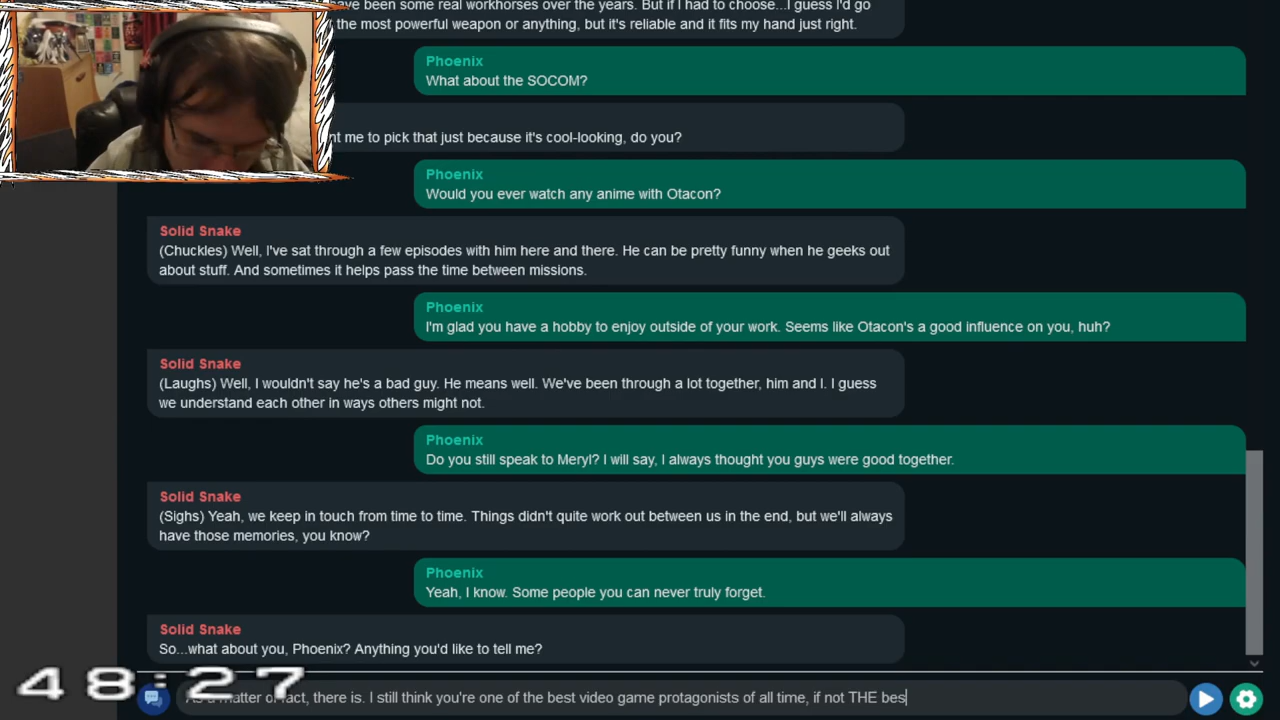 have been some real workhorses over the years. But if I had to choose...I guess I'd go
the most powerful weapon or anything, but it's reliable and it fits my hand just right.
Phoenix
What about the SOCOM?
me to pick that just because it's cool-looking, do you?
Phoenix
Would you ever watch any anime with Otacon?
Solid Snake
(Chuckles) Well, I've sat through a few episodes with him here and there. He can be pretty funny when he geeks out
about stuff. And sometimes it helps pass the time between missions.
Phoenix
I'm glad you have a hobby to enjoy outside of your work. Seems like Otacon's a good influence on you, huh?
Solid Snake
(Laughs) Well, I wouldn't say he's a bad guy. He means well. We've been through a lot together, him and I. I guess
we understand each other in ways others might not.
Phoenix
Do you still speak to Meryl? I will say, I always thought you guys were good together.
Solid Snake
(Sighs) Yeah, we keep in touch from time to time. Things didn't quite work out between us in the end, but we'll always
have those memories, you know?
Phoenix
Yeah, I know. Some people you can never truly forget.
Solid Snake
So...what about you, Phoenix? Anything you'd like to tell me?
48:27
As a matter of fact, there is. I still think you're one of the best video game protagonists of all time, if not THE bes